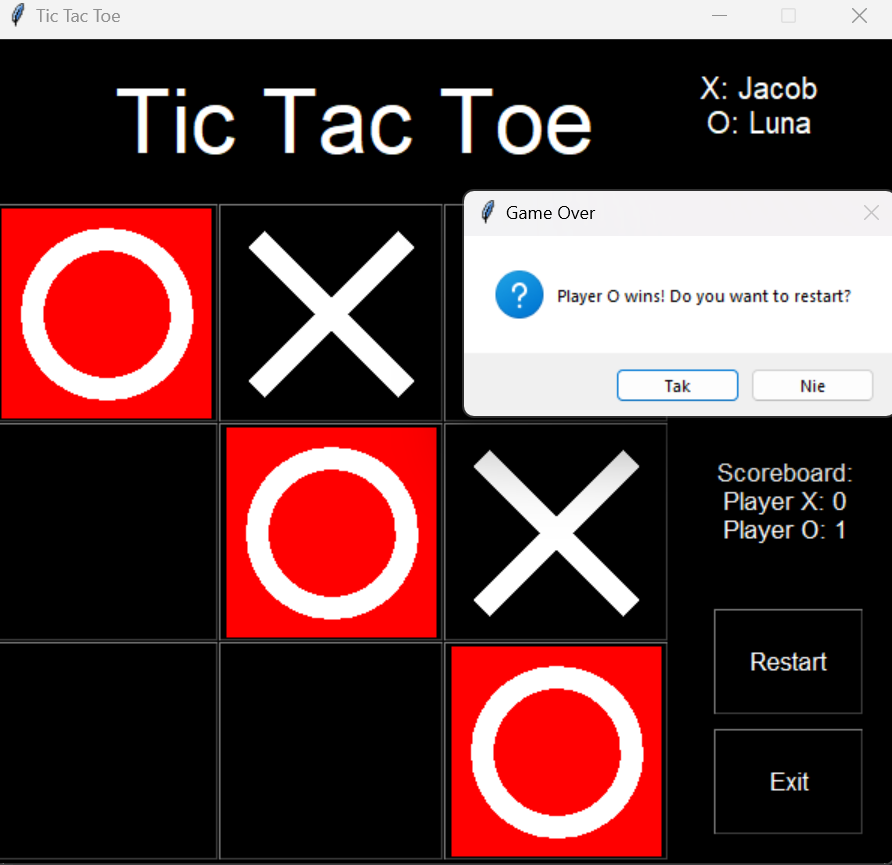 Tic Tac Toe
Tic Tac Toe
X: Jacob
O: Luna
Game Over
Player O wins! Do you want to restart?
Tak
Nie
Scoreboard:
Player X: 0
Player O: 1
Restart
Exit